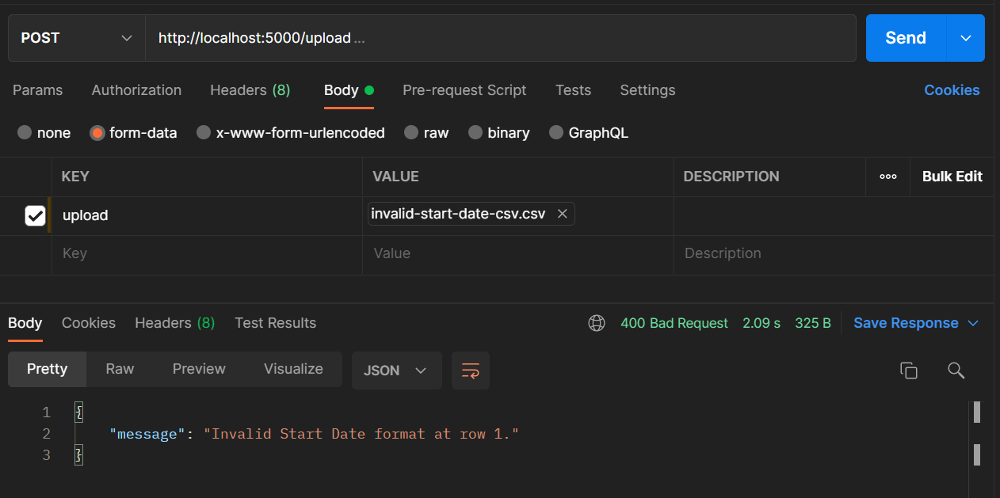 POST http://localhost:5000/upload ... Send
Params Authorization Headers (8) Body Pre-request Script Tests Settings Cookies
none form-data x-www-form-urlencoded raw binary GraphQL
KEY VALUE DESCRIPTION ooo Bulk Edit
upload invalid-start-date-csv.csv
Key Value Description
Body Cookies Headers (8) Test Results 400 Bad Request 2.09 s 325 B Save Response
Pretty Raw Preview Visualize JSON
1 {
2 "message": "Invalid Start Date format at row 1."
3 }